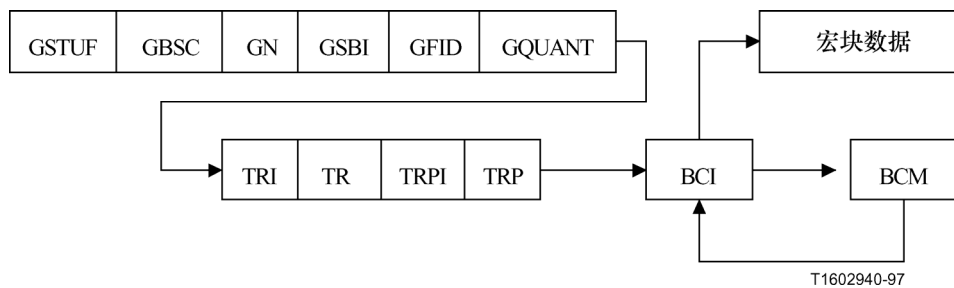 GSTUF GBSC GN GSBI GFID GQUANT
宏块数据
TRI TR TRPI TRP BCI BCM
T1602940-97